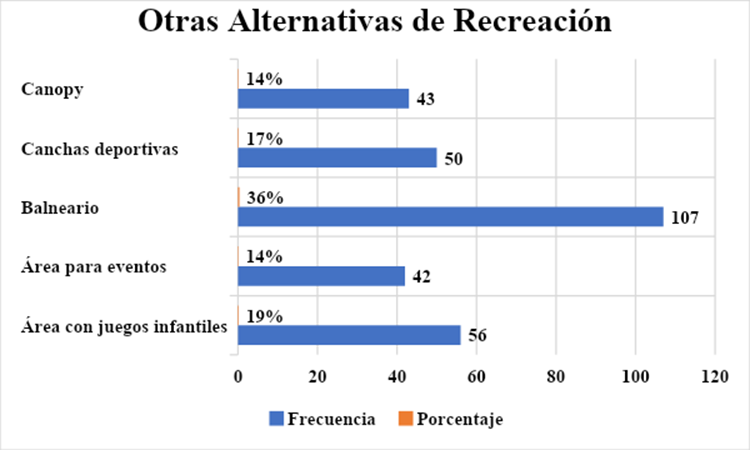 Otras Alternativas de Recreación
Canopy
14%
43
Canchas deportivas
17%
50
Balneario
36%
107
Área para eventos
14%
42
Área con juegos infantiles
19%
56
0 20 40 60 80 100 120
Frecuencia Porcentaje